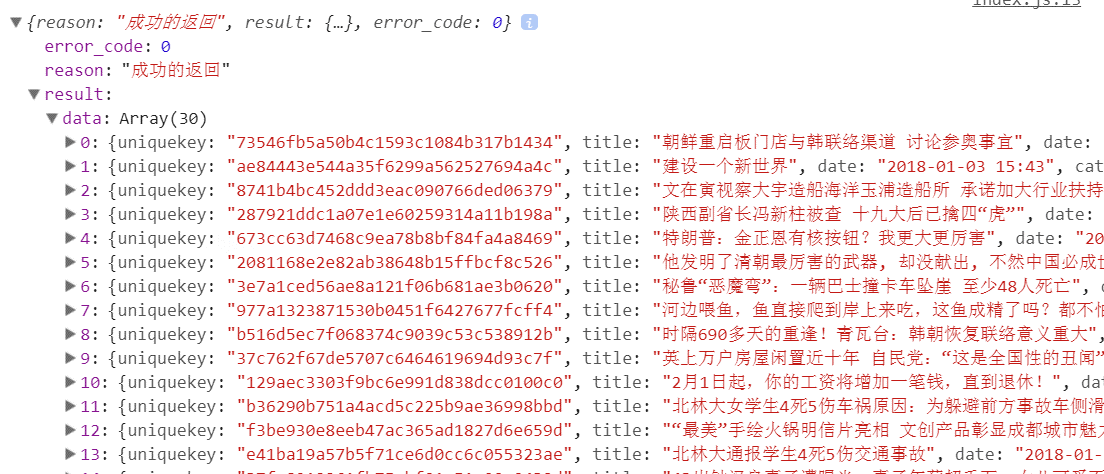 index.js:13
{reason: "成功的返回", result: {…}, error_code: 0}
error_code: 0
reason: "成功的返回"
result:
data: Array(30)
0: {uniquekey: "73546fb5a50b4c1593c1084b317b1434", title: "朝鲜重启板门店与韩联络渠道 讨论参奥事宜", date:
1: {uniquekey: "ae84443e544a35f6299a562527694a4c", title: "建设一个新世界", date: "2018-01-03 15:43", cat
2: {uniquekey: "8741b4bc452ddd3eac090766ded06379", title: "文在寅视察大宇造船海洋玉浦造船所 承诺加大行业扶持
3: {uniquekey: "287921ddc1a07e1e60259314a11b198a", title: "陕西副省长冯新柱被查 十九大后已擒四“虎”", date:
4: {uniquekey: "673cc63d7468c9ea78b8bf84fa4a8469", title: "特朗普：金正恩有核按钮？我更大更厉害", date: "20
5: {uniquekey: "2081168e2e82ab38648b15ffbcf8c526", title: "他发明了清朝最厉害的武器, 却没献出, 不然中国必成世
6: {uniquekey: "3e7a1ced56ae8a121f06b681ae3b0620", title: "秘鲁“恶魔弯”：一辆巴士撞卡车坠崖 至少48人死亡",
7: {uniquekey: "977a1323871530b0451f6427677fcff4", title: "河边喂鱼，鱼直接爬到岸上来吃，这鱼成精了吗？都不怕
8: {uniquekey: "b516d5ec7f068374c9039c53c538912b", title: "时隔690多天的重逢！青瓦台：韩朝恢复联络意义重大",
9: {uniquekey: "37c762f67de5707c6464619694d93c7f", title: "英上万户房屋闲置近十年 自民党：“这是全国性的丑闻”
10: {uniquekey: "129aec3303f9bc6e991d838dcc0100c0", title: "2月1日起，你的工资将增加一笔钱，直到退休！", dat
11: {uniquekey: "b36290b751a4acd5c225b9ae36998bbd", title: "北林大女学生4死5伤车祸原因：为躲避前方事故车侧滑
12: {uniquekey: "f3be930e8eeb47ac365ad1827d6e659d", title: "“最美”手绘火锅明信片亮相 文创产品彰显成都城市魅力
13: {uniquekey: "e41ba19a57b5f71ce6d0cc6c055323ae", title: "北林大通报学生4死5伤交通事故", date: "2018-01-